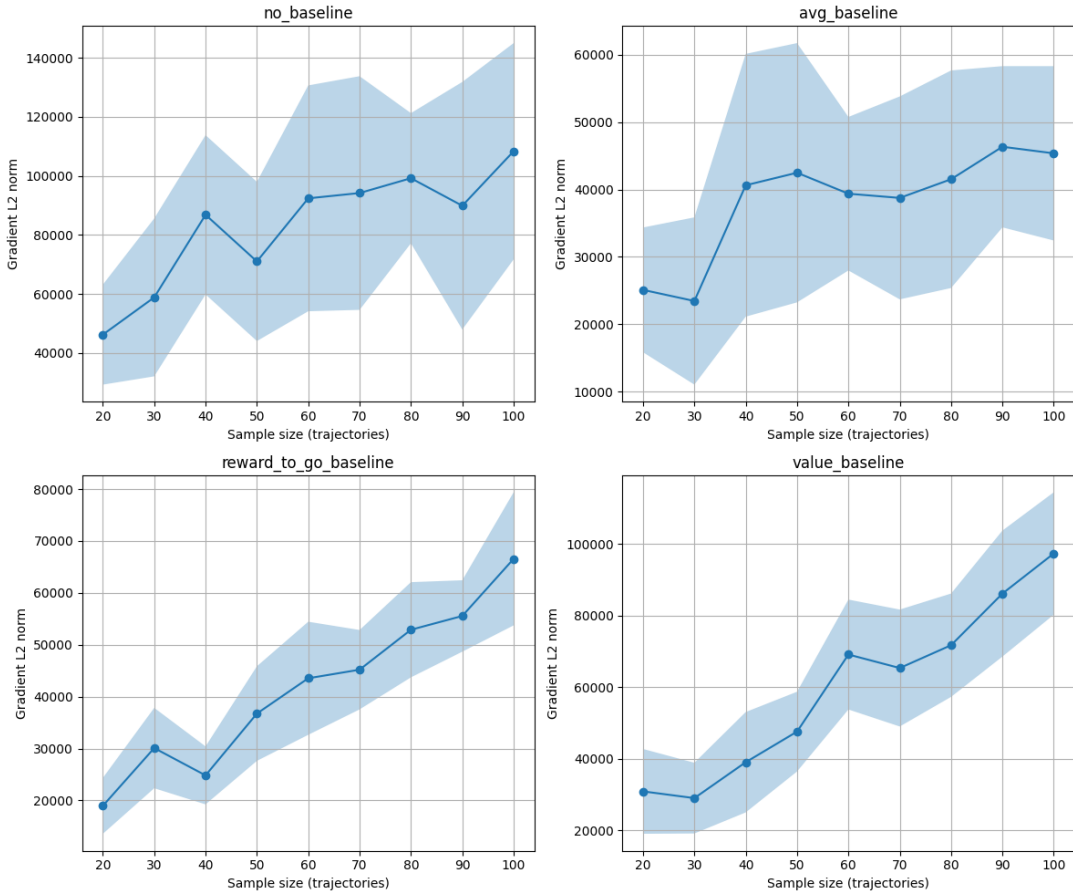 no_baseline
140000
120000
100000
80000
60000
40000
Gradient L2 norm
20 30 40 50 60 70 80 90 100
Sample size (trajectories)
avg_baseline
60000
50000
40000
30000
20000
10000
Gradient L2 norm
20 30 40 50 60 70 80 90 100
Sample size (trajectories)
reward_to_go_baseline
80000
70000
60000
50000
40000
30000
20000
Gradient L2 norm
20 30 40 50 60 70 80 90 100
Sample size (trajectories)
value_baseline
100000
80000
60000
40000
20000
Gradient L2 norm
20 30 40 50 60 70 80 90 100
Sample size (trajectories)